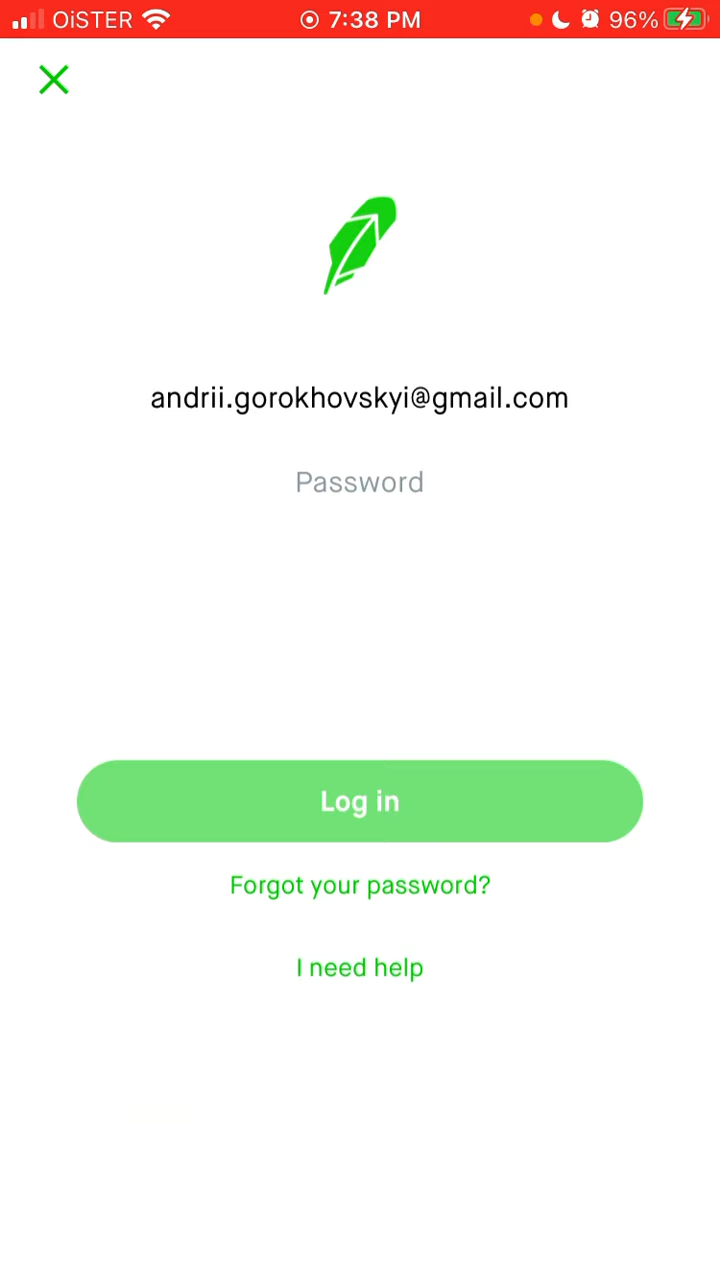 OiSTER 7:38 PM 96%
andrii.gorokhovskyi@gmail.com
Password
Log in
Forgot your password?
I need help